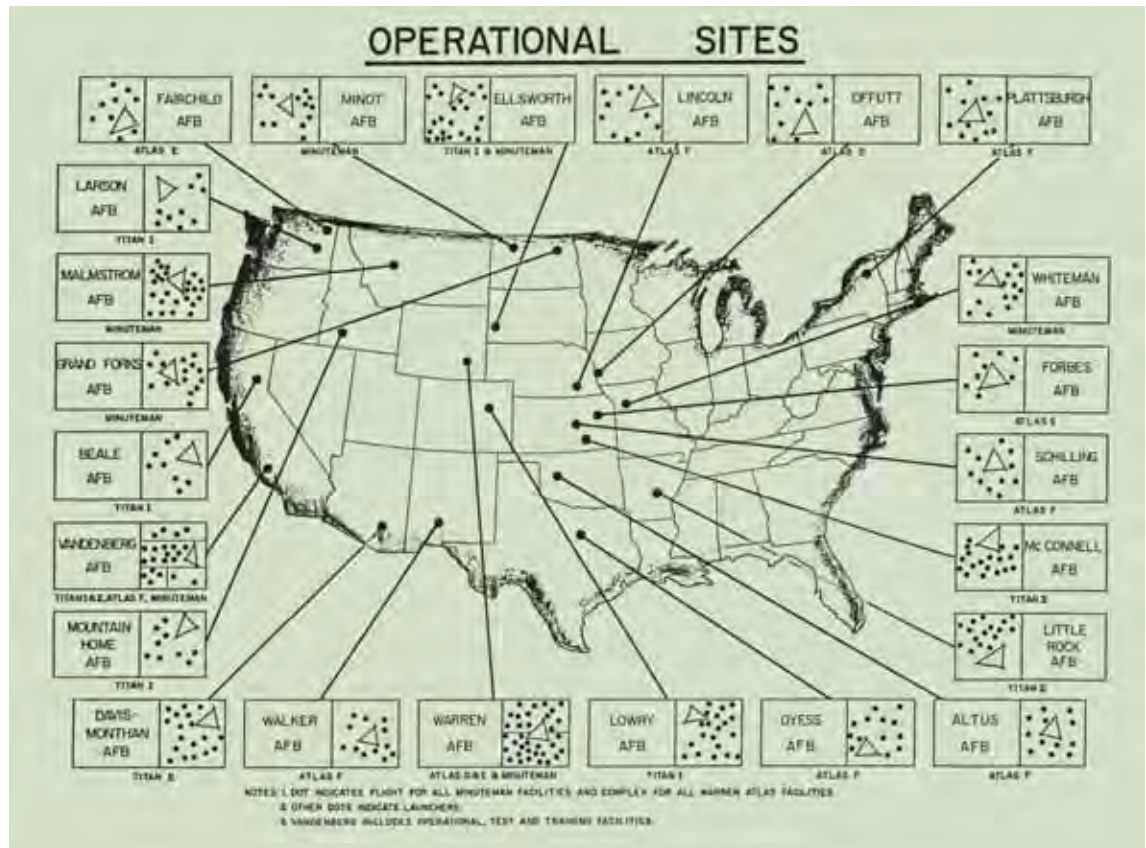 OPERATIONAL SITES
FAIRCHILD
AFB
ATLAS E
MINOT
AFB
MINUTEMAN
ELLSWORTH
AFB
TITAN I & MINUTEMAN
LINCOLN
AFB
ATLAS F
OFFUTT
AFB
ATLAS D
PLATTSBURGH
AFB
ATLAS F
LARSON
AFB
TITAN I
MALMSTROM
AFB
MINUTEMAN
GRAND FORKS
AFB
MINUTEMAN
BEALE
AFB
TITAN I
VANDENBERG
AFB
TITAN I & II, ATLAS F, MINUTEMAN
MOUNTAIN
HOME
AFB
TITAN I
WHITEMAN
AFB
MINUTEMAN
FORBES
AFB
ATLAS E
SCHILLING
AFB
ATLAS F
McCONNELL
AFB
TITAN II
LITTLE
ROCK
AFB
TITAN II
DAVIS-
MONTHAN
AFB
TITAN II
WALKER
AFB
ATLAS F
WARREN
AFB
ATLAS D & E & MINUTEMAN
LOWRY
AFB
TITAN I
DYESS
AFB
ATLAS F
ALTUS
AFB
ATLAS F
NOTES: 1. DOT INDICATES FLIGHT FOR ALL MINUTEMAN FACILITIES AND COMPLEX FOR ALL WARREN ATLAS FACILITIES
2. OTHER DOTS INDICATE LAUNCHERS.
3. VANDENBERG INCLUDES OPERATIONAL, TEST AND TRAINING FACILITIES.